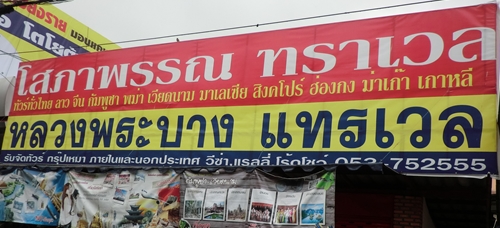 โสภาพรรณ ทราเวล
ทัวร์ทั่วไทย ลาว จีน กัมพูชา พม่า เวียดนาม มาเลเซีย สิงคโปร์ ฮ่องกง มาเก๊า เกาหลี
หลวงพระบาง แทรเวล
รับจัดทัวร์ กรุ๊ปเหมา ภายในและนอกประเทศ วีซ่า,แรลลี่ โรดโชว์ 053-752555